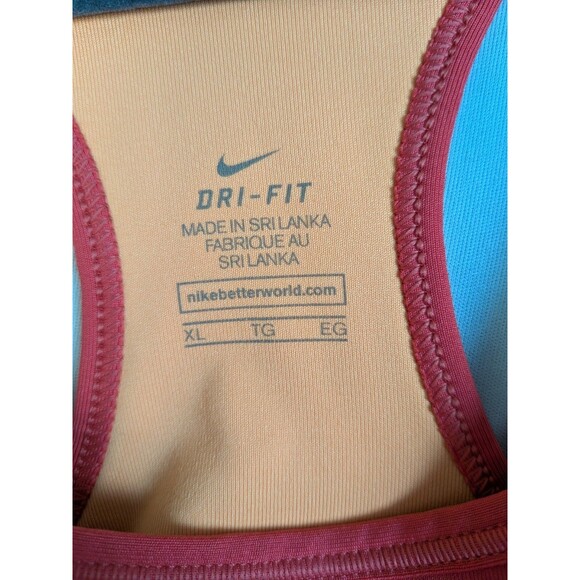 DRI-FIT
MADE IN SRI LANKA
FABRIQUE AU
SRI LANKA
nikebetterworld.com
XL TG EG